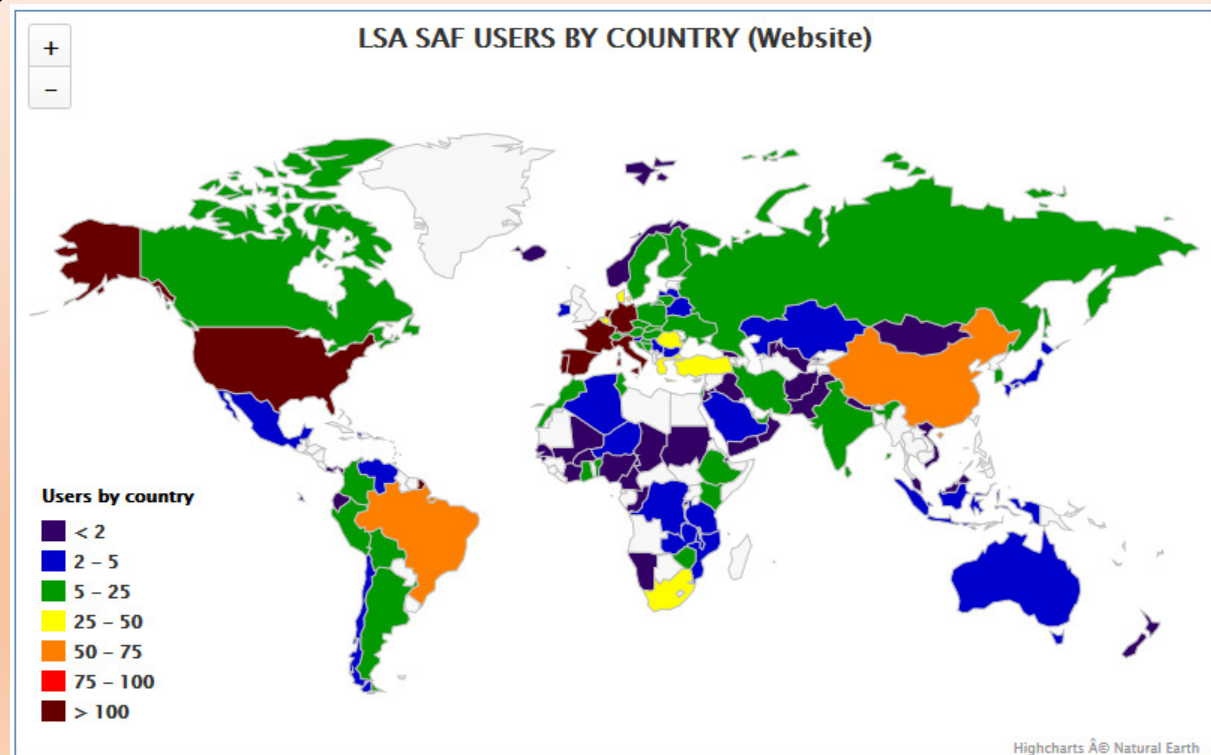 +
LSA SAF USERS BY COUNTRY (Website)
−
Users by country
< 2
2 – 5
5 – 25
25 – 50
50 – 75
75 – 100
> 100
Highcharts Â© Natural Earth